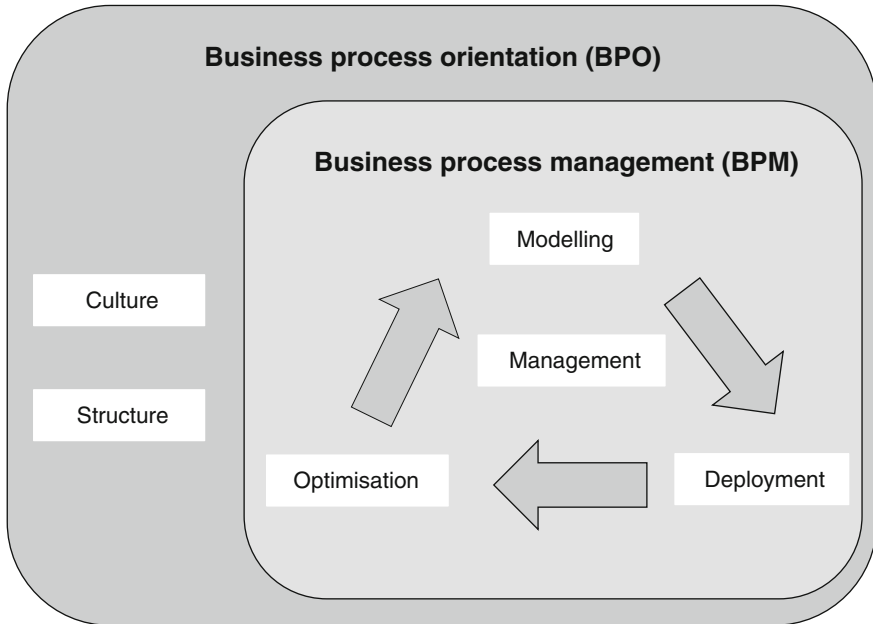 Business process orientation (BPO)
Business process management (BPM)
Modelling
Culture
Management
Structure
Optimisation
Deployment